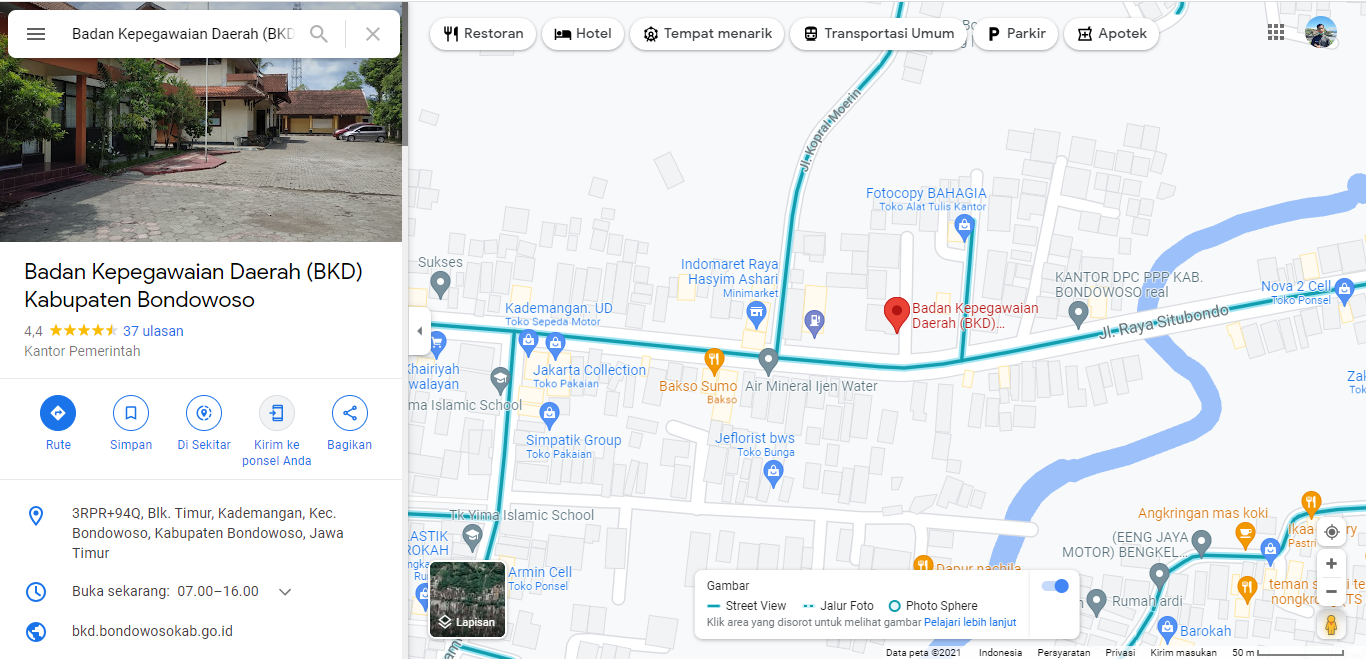 Badan Kepegawaian Daerah (BKD
Restoran
Hotel
Tempat menarik
Transportasi Umum
Parkir
Apotek
Badan Kepegawaian Daerah (BKD)
Kabupaten Bondowoso
4,4 37 ulasan
Kantor Pemerintah
Rute
Simpan
Di Sekitar
Kirim ke
ponsel Anda
Bagikan
3RPR+94Q, Blk. Timur, Kademangan, Kec.
Bondowoso, Kabupaten Bondowoso, Jawa
Timur
Buka sekarang: 07.00–16.00
bkd.bondowosokab.go.id
Jl. Kopral Moerin
Fotocopy BAHAGIA
Toko Alat Tulis Kantor
Sukses
Indomaret Raya
Hasyim Ashari
Minimarket
KANTOR DPC PPP KAB.
BONDOWOSO real
Nova 2 Cell
Toko Ponsel
Kademangan. UD
Toko Sepeda Motor
Badan Kepegawaian
Daerah (BKD)...
Jl. Raya Situbondo
Khairiyah
walayan
Jakarta Collection
Toko Pakaian
Bakso Sumo
Bakso
Air Mineral Ijen Water
Zak
Tok
ma Islamic School
Simpatik Group
Toko Pakaian
Jeflorist bws
Toko Bunga
Tk Yima Islamic School
Angkringan mas koki
LASTIK
ROKAH
(EENG JAYA
MOTOR) BENGKEL...
Armin Cell
Toko Ponsel
Dapur nachila
teman
Rumah ardi
Barokah
Lapisan
Gambar
Street View
Jalur Foto
Photo Sphere
Klik area yang disorot untuk melihat gambar Pelajari lebih lanjut
Data peta ©2021
Indonesia
Persyaratan
Privasi
Kirim masukan
50 m